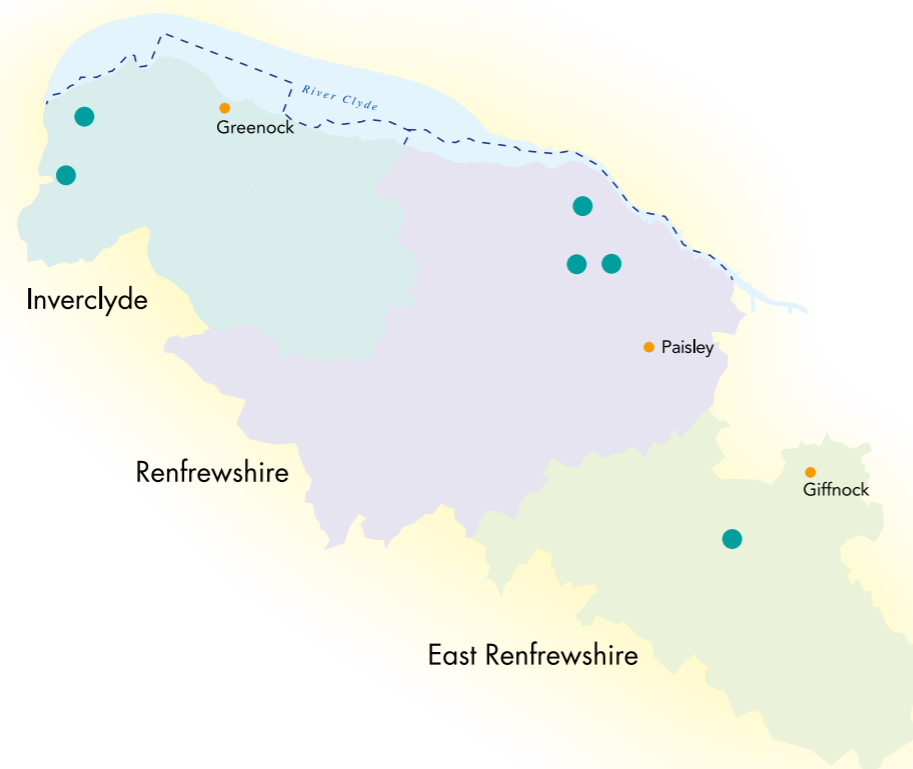 River Clyde
Greenock
Inverclyde
Paisley
Renfrewshire
Giffnock
East Renfrewshire